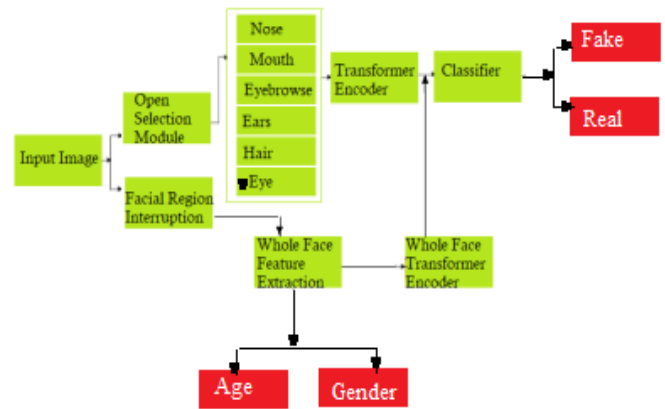 Input Image
Open
Selection
Module
Facial Region
Interruption
Nose
Mouth
Eyebrowse
Ears
Hair
Eye
Transformer
Encoder
Classifier
Fake
Real
Whole Face
Feature
Extraction
Whole Face
Transformer
Encoder
Age
Gender